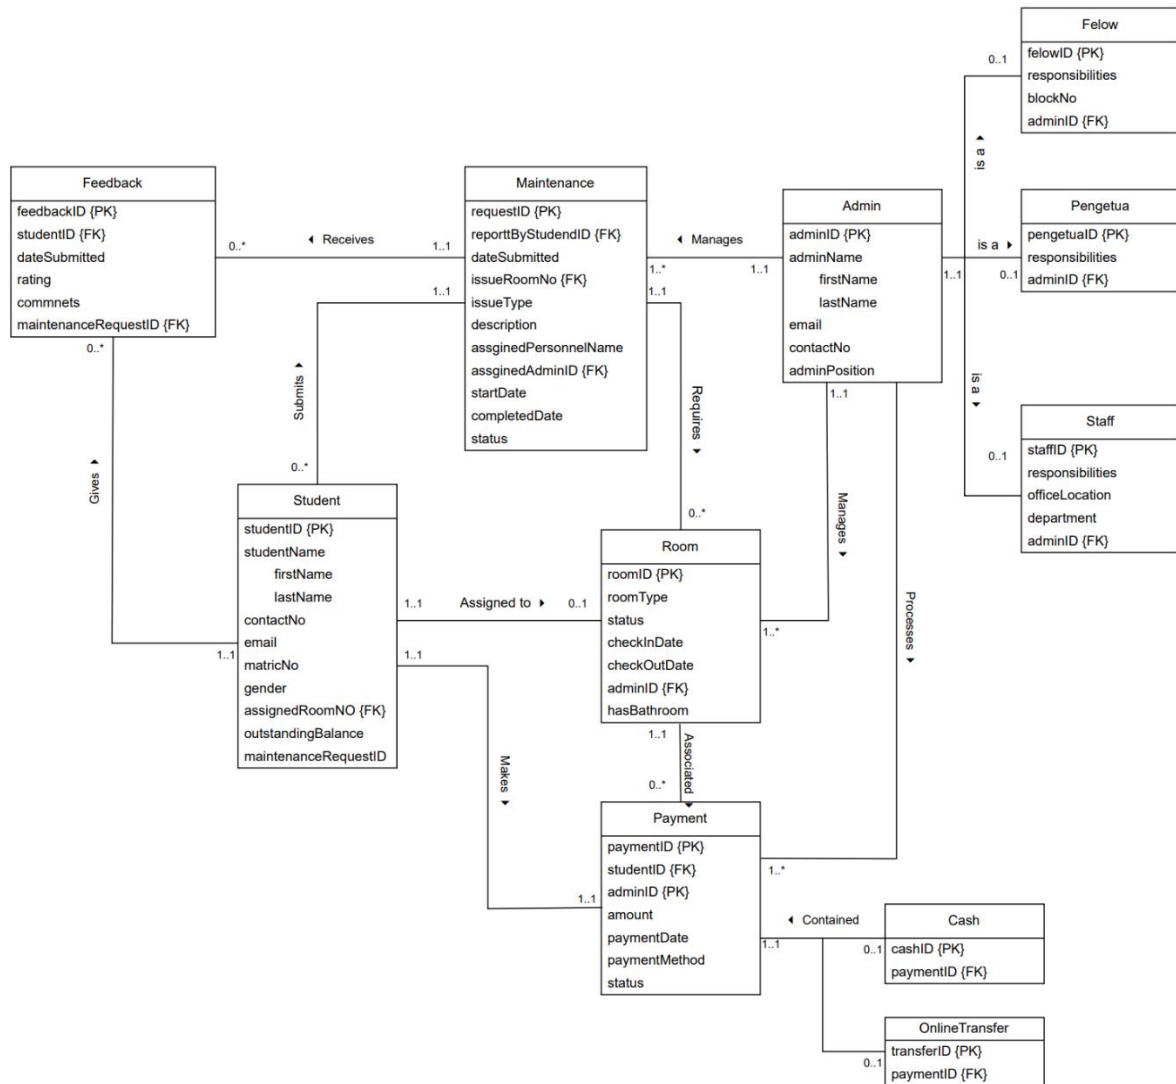 Felow
felowID {PK}
responsibilities
blockNo
adminID {FK}
0..1
is a ▶
Feedback
feedbackID {PK}
studentID {FK}
dateSubmitted
rating
commnets
maintenanceRequestID {FK}
0..*
◀ Receives
1..1
Maintenance
requestID {PK}
reporttByStudendID {FK}
dateSubmitted
issueRoomNo {FK}
issueType
description
assginedPersonnelName
assginedAdminID {FK}
startDate
completedDate
status
◀ Manages
1..*
1..1
Admin
adminID {PK}
adminName
firstName
lastName
email
contactNo
adminPosition
1..1
is a ▶
0..1
Pengetua
pengetuaID {PK}
responsibilities
adminID {FK}
is a ▶
0..1
Staff
staffID {PK}
responsibilities
officeLocation
department
adminID {FK}
0..*
Gives ▶
1..1
1..1
Submits ▶
0..*
1..1
Requires ▶
0..*
1..1
Manages ▶
1..*
Processes ▶
1..*
Student
studentID {PK}
studentName
firstName
lastName
contactNo
email
matricNo
gender
assignedRoomNO {FK}
outstandingBalance
maintenanceRequestID
1..1
Assigned to ▶
0..1
Room
roomID {PK}
roomType
status
checkInDate
checkOutDate
adminID {FK}
hasBathroom
1..1
Makes ▶
1..1
1..1
Associated ▶
0..*
Payment
paymentID {PK}
studentID {FK}
adminID {PK}
amount
paymentDate
paymentMethod
status
◀ Contained
1..1
0..1
Cash
cashID {PK}
paymentID {FK}
0..1
OnlineTransfer
transferID {PK}
paymentID {FK}